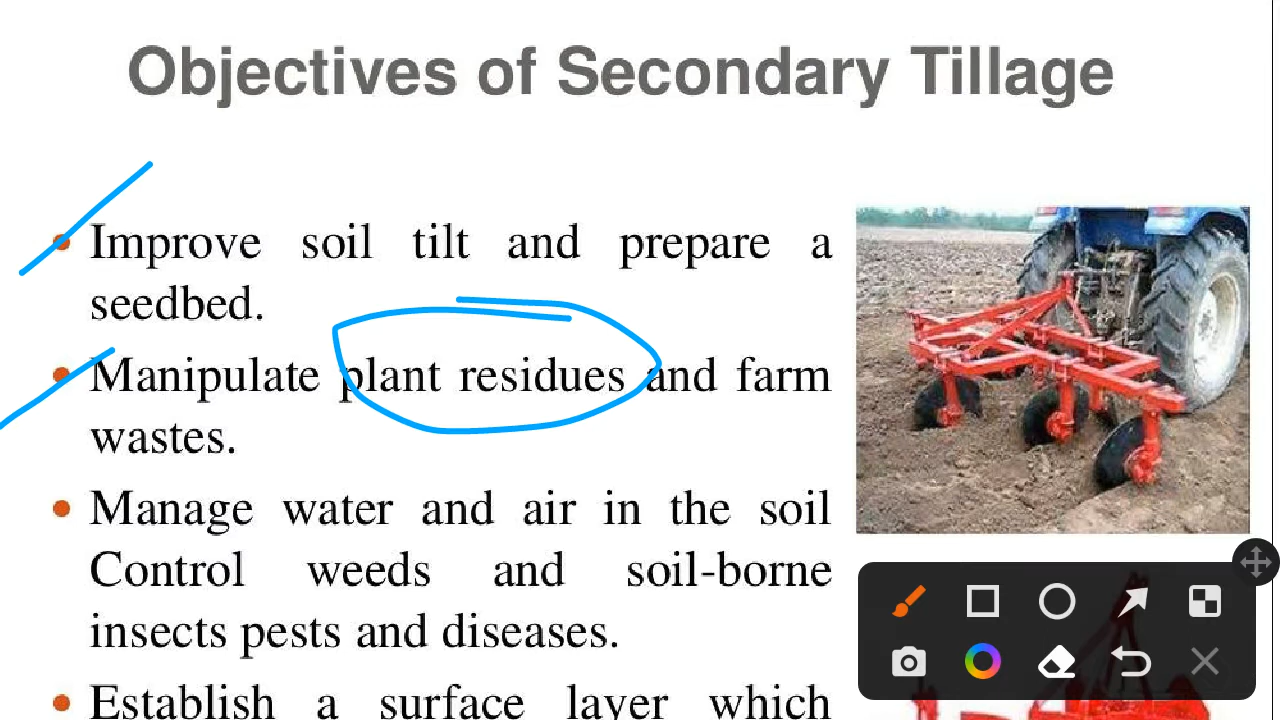 Objectives of Secondary Tillage
Improve soil tilt and prepare a
seedbed.
Manipulate plant residues and farm
wastes.
Manage water and air in the soil
Control weeds and soil-borne
insects pests and diseases.
Establish a surface layer which